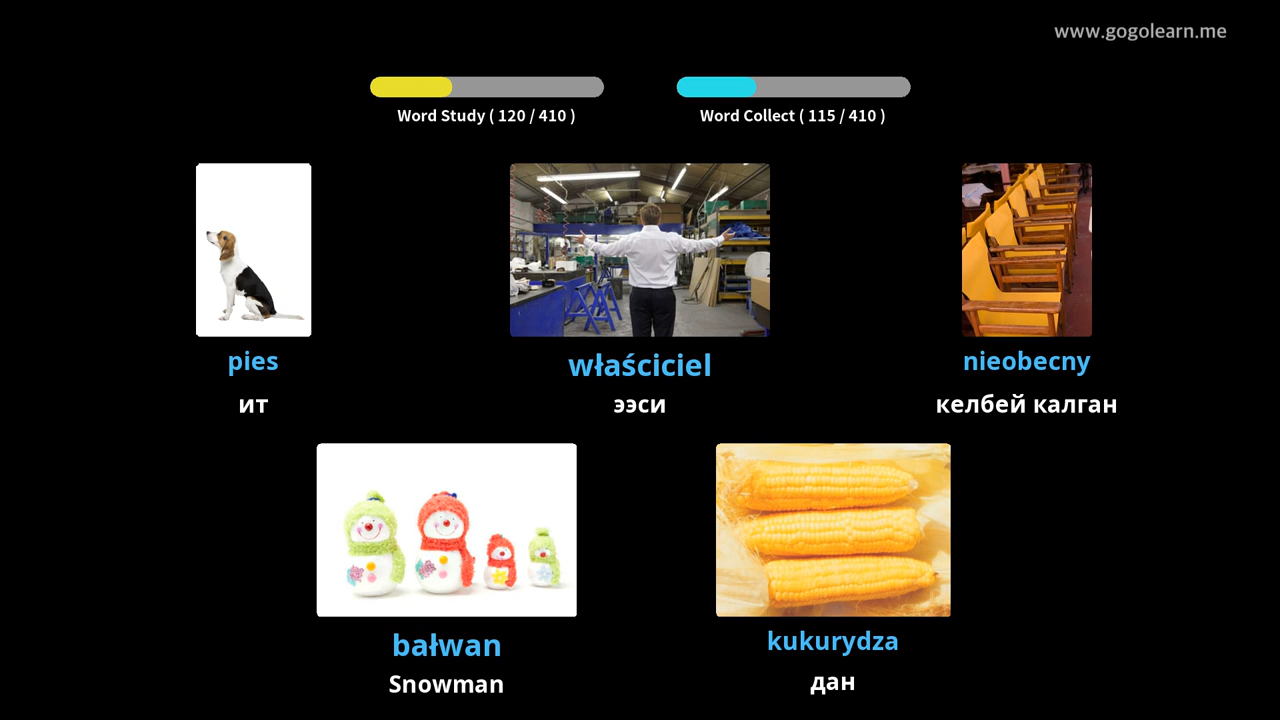 www.gogolearn.me
Word Study ( 120 / 410 )
Word Collect ( 115 / 410 )
pies
ит
właściciel
ээси
nieobecny
келбей калган
bałwan
Snowman
kukurydza
дан